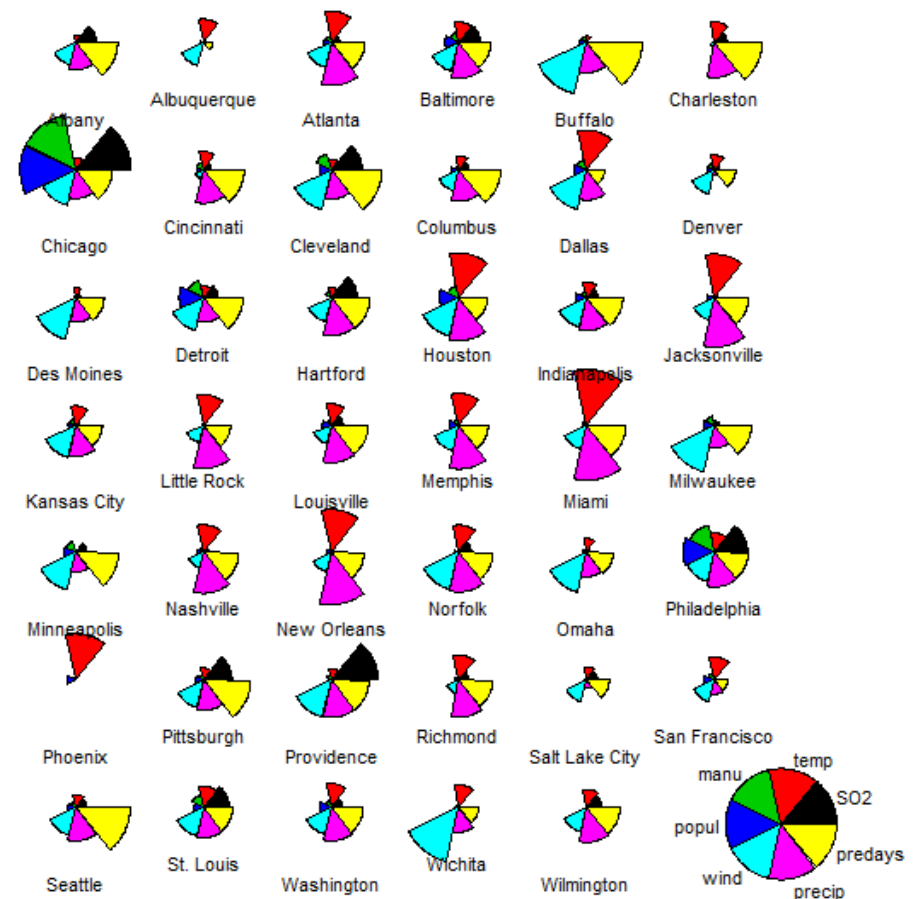 Albany
Albuquerque
Atlanta
Baltimore
Buffalo
Charleston
Chicago
Cincinnati
Cleveland
Columbus
Dallas
Denver
Des Moines
Detroit
Hartford
Houston
Indianapolis
Jacksonville
Kansas City
Little Rock
Louisville
Memphis
Miami
Milwaukee
Minneapolis
Nashville
New Orleans
Norfolk
Omaha
Philadelphia
Phoenix
Pittsburgh
Providence
Richmond
Salt Lake City
San Francisco
Seattle
St. Louis
Washington
Wichita
Wilmington
temp
manu
SO2
popul
predays
wind
precip